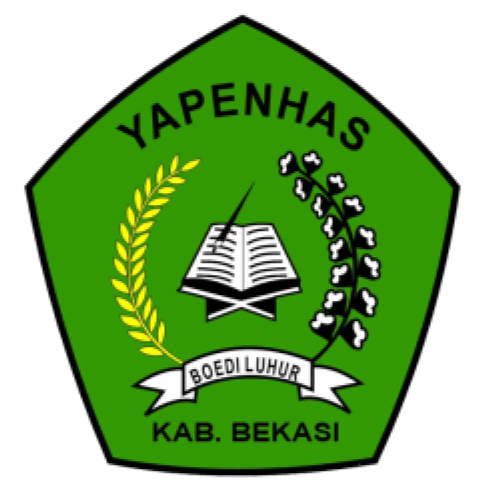 YAPENHAS
BOEDI LUHUR
KAB. BEKASI